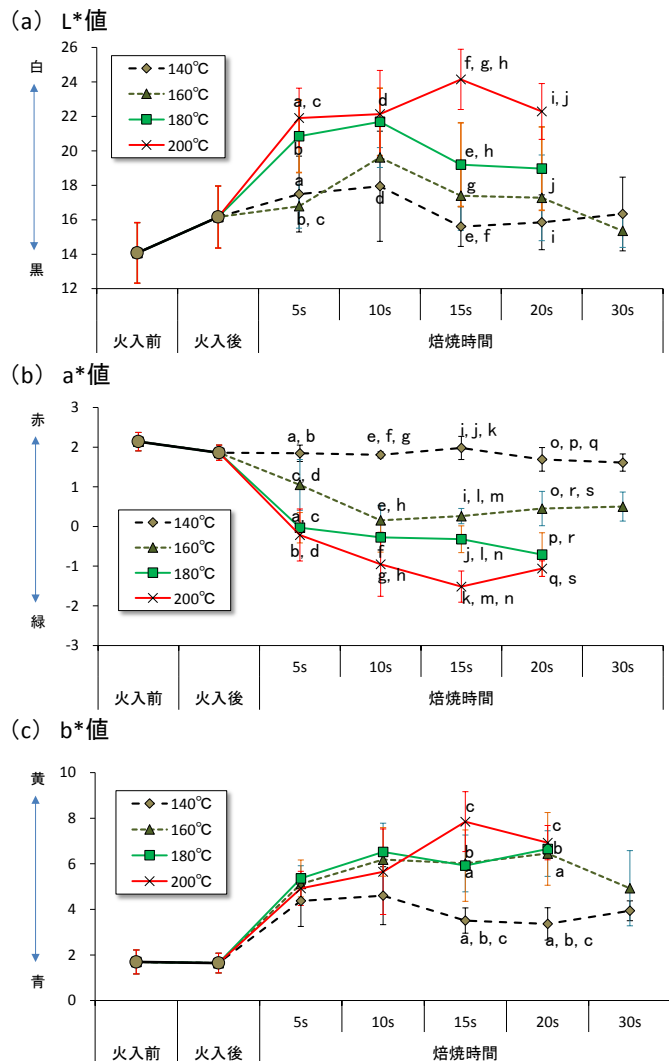 (a) L*値
26
白
24
22
20
18
16
14
黒
12
140℃
160℃
180℃
200℃
a, c
d
f, g, h
i, j
b
e, h
a
g
j
b, c
d
e, f
i
5s 10s 15s 20s 30s
火入前 火入後 焙焼時間
(b) a*値
3
赤
2
1
0
-1
-2
緑
-3
a, b
e, f, g
i, j, k
o, p, q
c, d
e, h
i, l, m
o, r, s
a, c
f
j, l, n
p, r
b, d
g, h
k, m, n
q, s
140℃
160℃
180℃
200℃
5s 10s 15s 20s 30s
火入前 火入後 焙焼時間
(c) b*値
10
黄
8
6
4
2
青
0
140℃
160℃
180℃
200℃
c
c
b
b
a
a
a, b, c
a, b, c
5s 10s 15s 20s 30s
火入前 火入後 焙焼時間